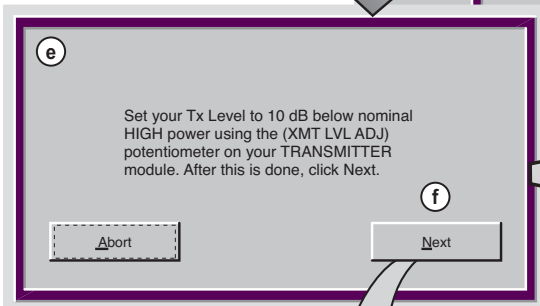 e
Set your Tx Level to 10 dB below nominal
HIGH power using the (XMT LVL ADJ)
potentiometer on your TRANSMITTER
module. After this is done, click Next.
f
Abort
Next